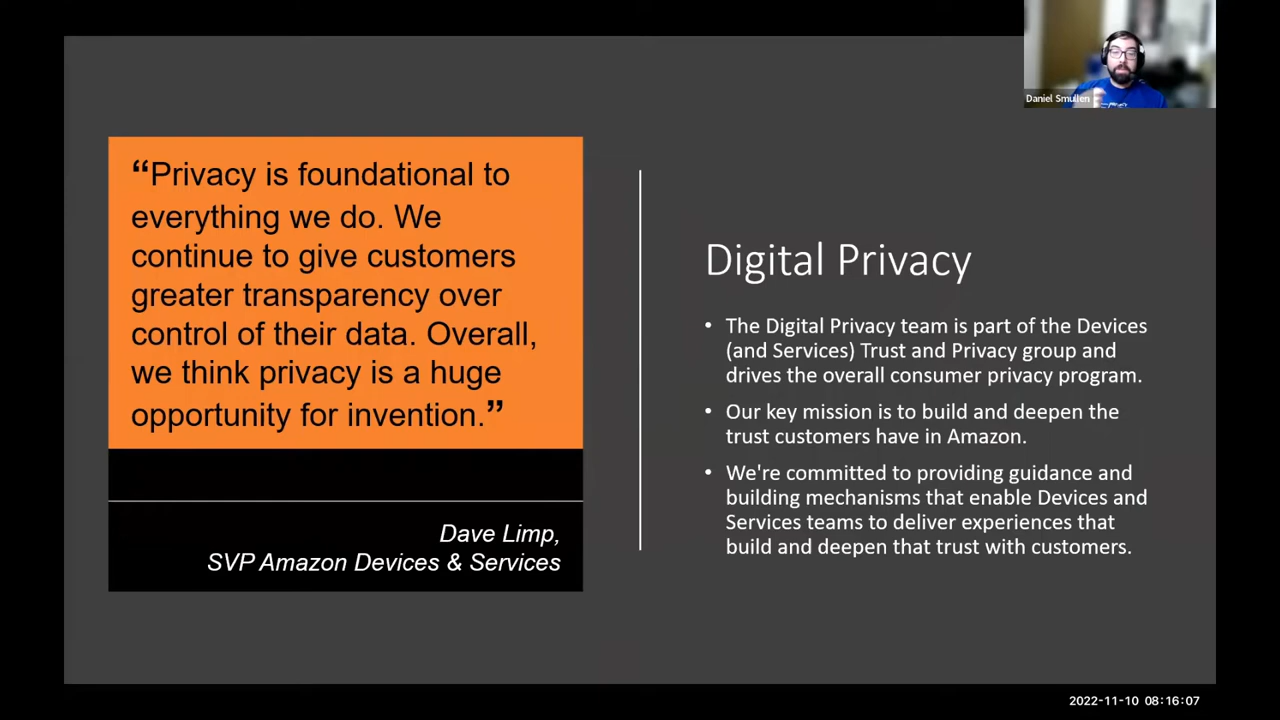 Daniel Smullen
“Privacy is foundational to
everything we do. We
continue to give customers
greater transparency over
control of their data. Overall,
we think privacy is a huge
opportunity for invention.”
Dave Limp,
SVP Amazon Devices & Services
Digital Privacy
• The Digital Privacy team is part of the Devices
(and Services) Trust and Privacy group and
drives the overall consumer privacy program.
• Our key mission is to build and deepen the
trust customers have in Amazon.
• We're committed to providing guidance and
building mechanisms that enable Devices and
Services teams to deliver experiences that
build and deepen that trust with customers.
2022-11-10 08:16:07